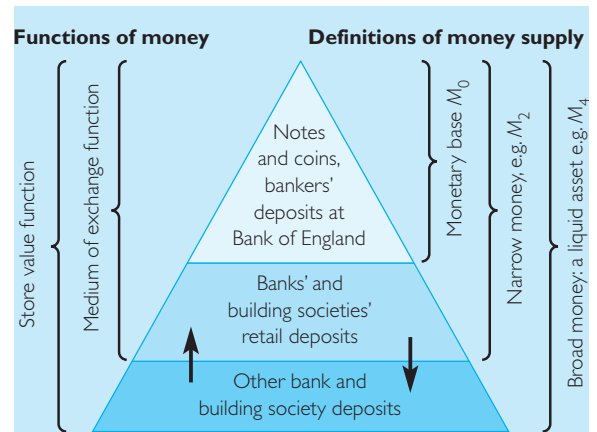 Functions of money
Definitions of money supply
Store value function
Medium of exchange function
Notes
and coins,
bankers'
deposits at
Bank of England
Banks' and
building societies'
retail deposits
Other bank and
building society deposits
Monetary base M₀
Narrow money, e.g. M₂
Broad money: a liquid asset e.g. M₄